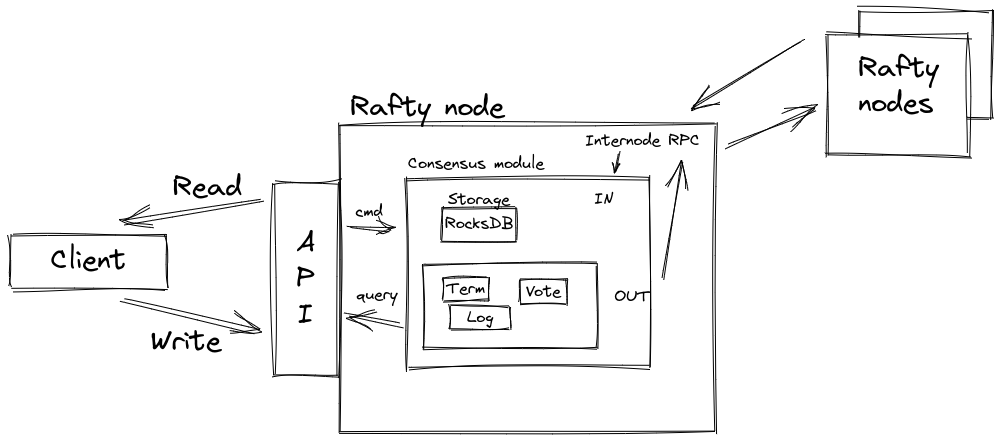 Rafty
nodes
Rafty node
Internode RPC
Consensus module
Read
Storage
IN
cmd
RocksDB
A
P
I
Client
Term
Vote
query
OUT
Log
Write